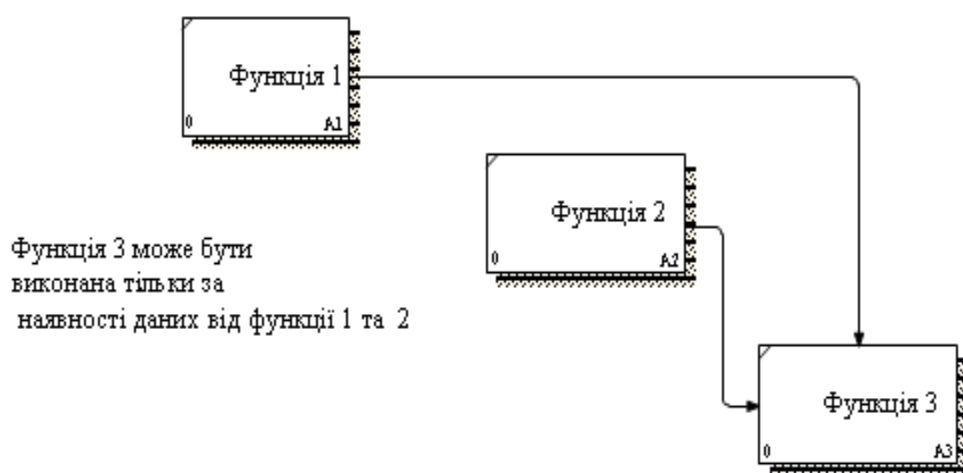 Функція 1
0 A1
Функція 2
0 A2
Функція 3 може бути
виконана тільки за
наявності даних від функції 1 та 2
Функція 3
0 A3